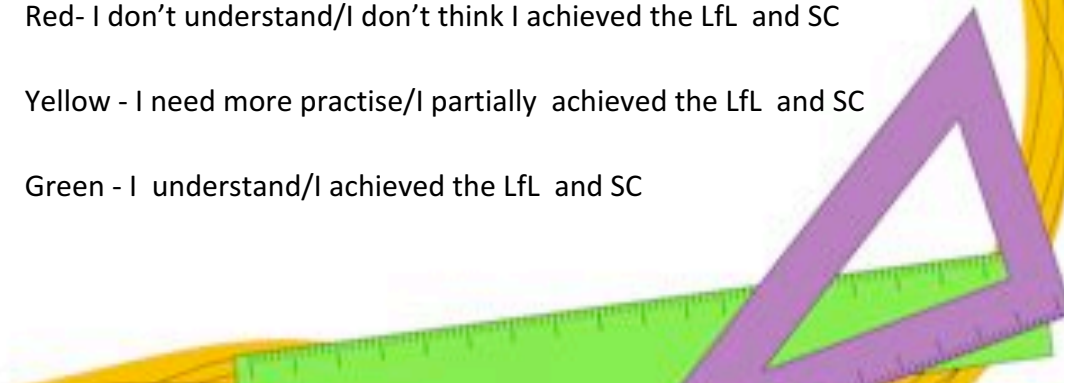 Red- I don’t understand/I don’t think I achieved the LfL  and SC
Yellow - I need more practise/I partially  achieved the LfL  and SC
Green - I  understand/I achieved the LfL  and SC